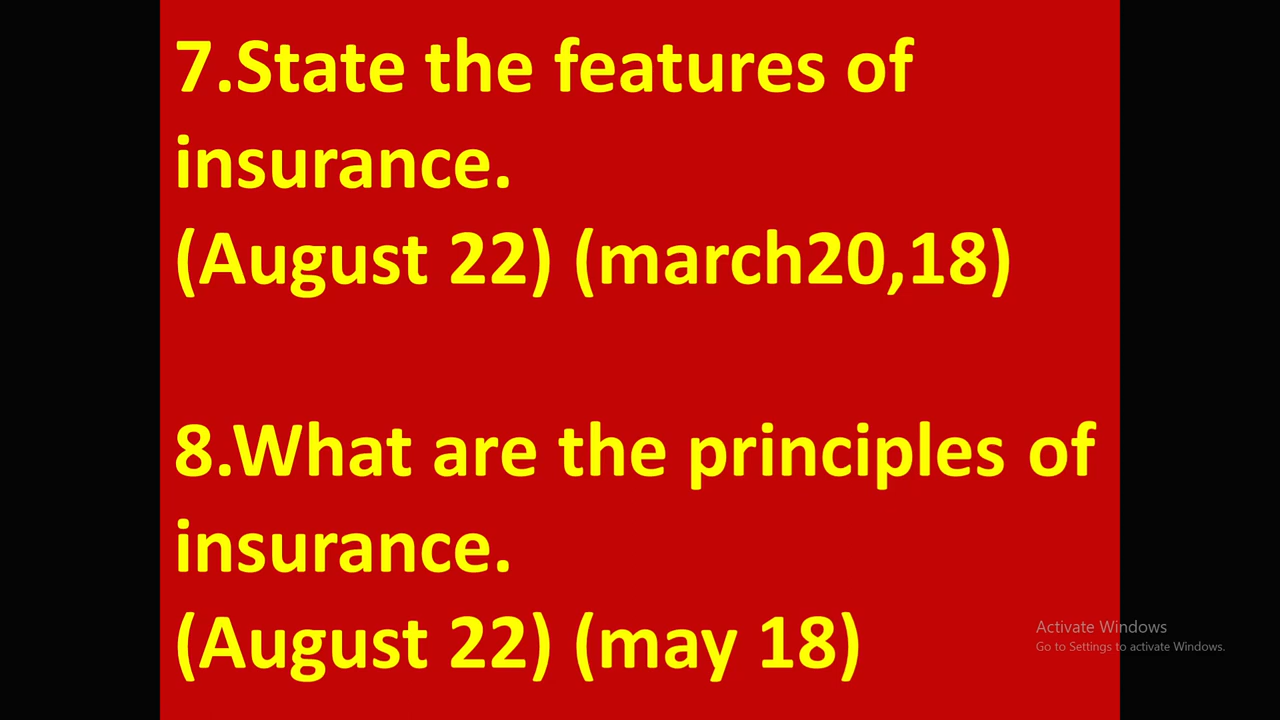 7.State the features of
insurance.
(August 22) (march20,18)
8.What are the principles of
insurance.
(August 22) (may 18)
Activate Windows
Go to Settings to activate Windows.